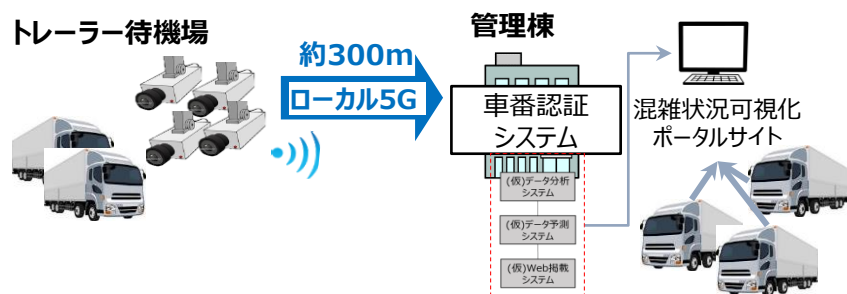 トレーラー待機場
約300m
ローカル5G
管理棟
車番認証
システム
(仮)データ分析
システム
(仮)データ予測
システム
(仮)Web掲載
システム
混雑状況可視化
ポータルサイト